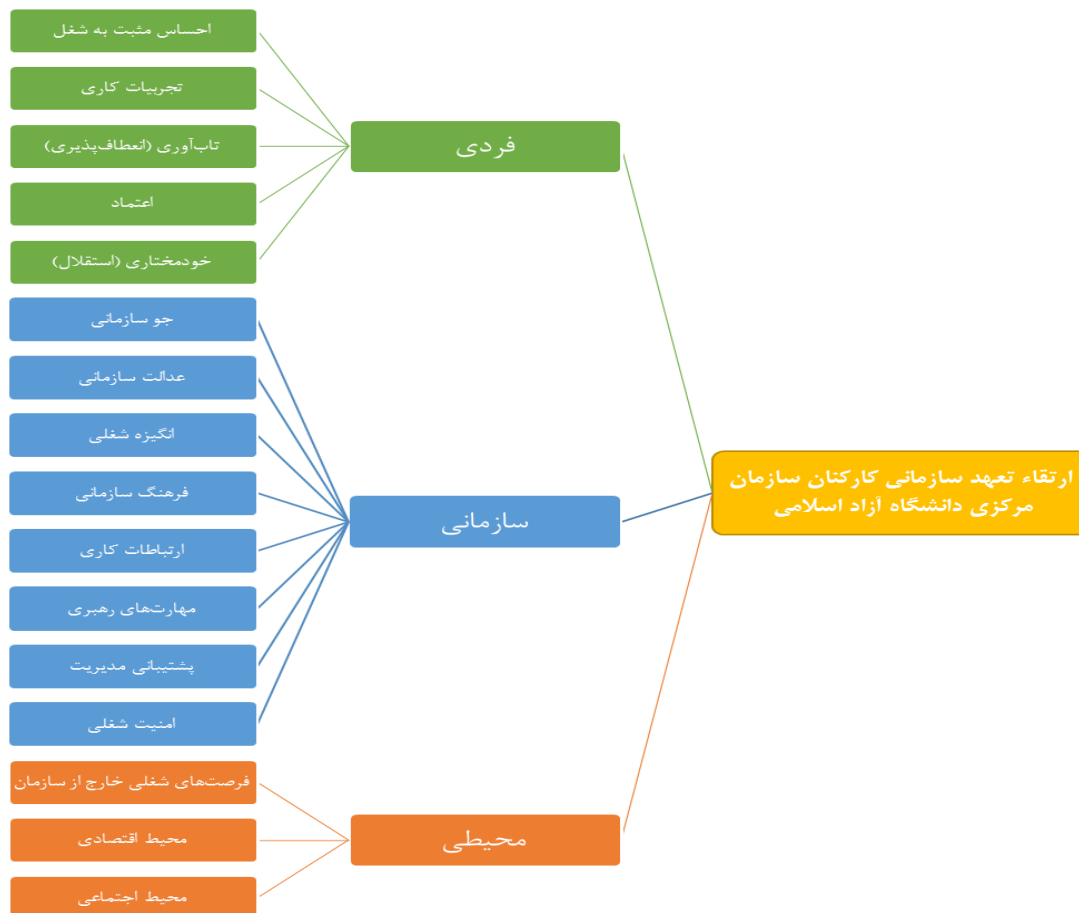 ارتقاء تعهد سازمانی کارکنان سازمان
مرکزی دانشگاه آزاد اسلامی
فردی
احساس مثبت به شغل
تجربیات کاری
تاب‌آوری (انعطاف‌پذیری)
اعتماد
خودمختاری (استقلال)
سازمانی
جو سازمانی
عدالت سازمانی
انگیزه شغلی
فرهنگ سازمانی
ارتباطات کاری
مهارت‌های رهبری
پشتیبانی مدیریت
امنیت شغلی
محیطی
فرصت‌های شغلی خارج از سازمان
محیط اقتصادی
محیط اجتماعی